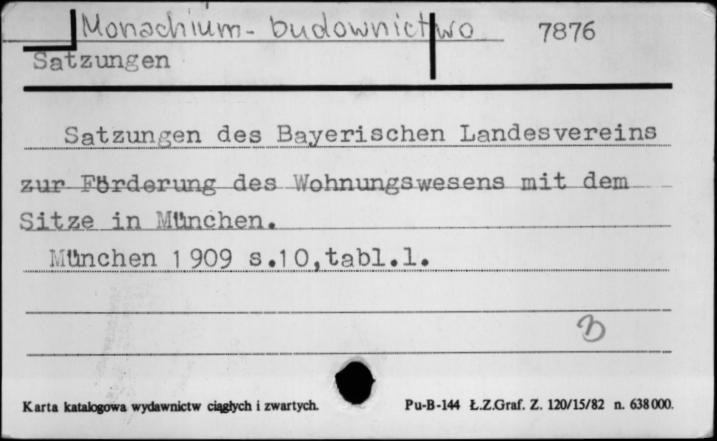 Monachium - budownictwo 7876
Satzungen
Satzungen des Bayerischen Landesvereins
zur Förderung des Wohnungswesens mit dem
Sitze in München.
München 1909 s.10,tabl.1.
B
Karta katalogowa wydawnictw ciągłych i zwartych. Pu-B-144 Ł.Z.Graf. Z. 120/15/82 n. 638000.